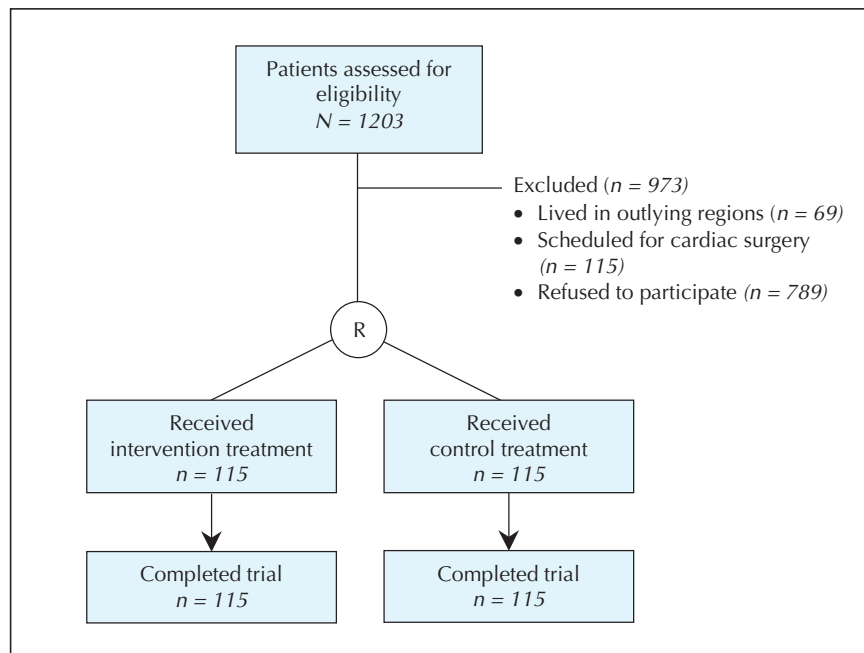 Patients assessed for
eligibility
N = 1203
Excluded (n = 973)
• Lived in outlying regions (n = 69)
• Scheduled for cardiac surgery
(n = 115)
• Refused to participate (n = 789)
R
Received
intervention treatment
n = 115
Received
control treatment
n = 115
Completed trial
n = 115
Completed trial
n = 115